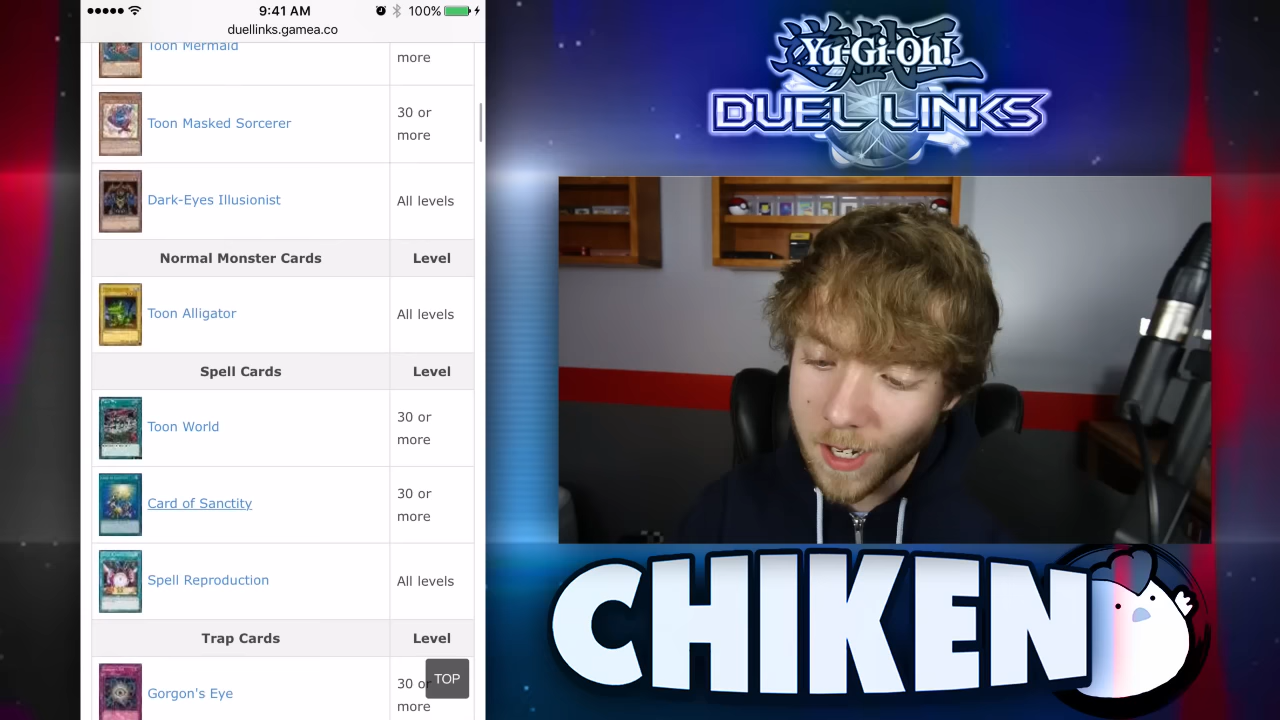 9:41 AM
100%
duellinks.gamea.co
Toon Mermaid
more
Toon Masked Sorcerer
30 or
more
Dark-Eyes Illusionist
All levels
Normal Monster Cards
Level
Toon Alligator
All levels
Spell Cards
Level
Toon World
30 or
more
Card of Sanctity
30 or
more
Spell Reproduction
All levels
Trap Cards
Level
Gorgon's Eye
30 or
more
TOP
Yu-Gi-Oh!
DUEL LINKS
CHIKEN